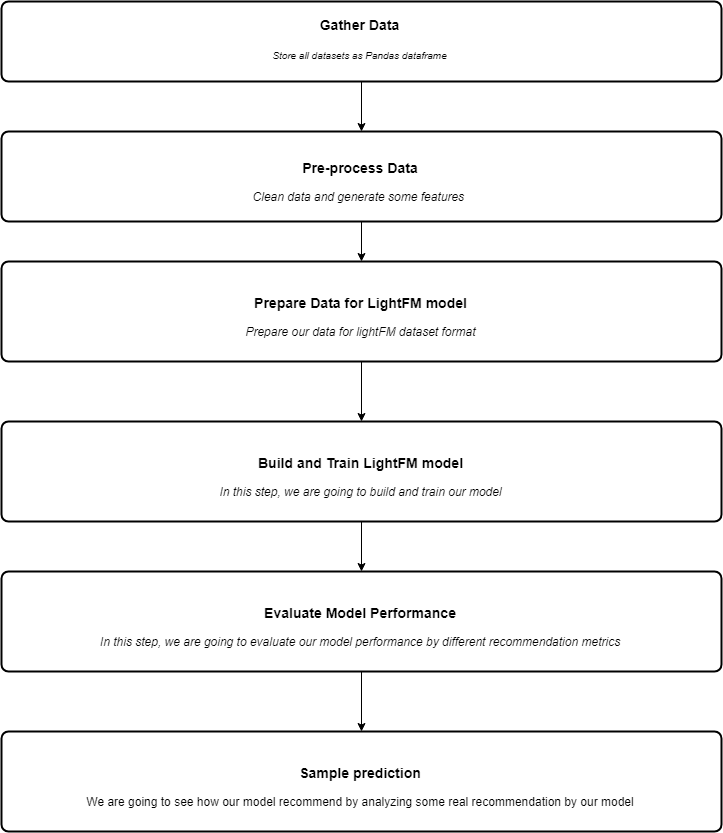 Gather Data
Store all datasets as Pandas dataframe
Pre-process Data
Clean data and generate some features
Prepare Data for LightFM model
Prepare our data for lightFM dataset format
Build and Train LightFM model
In this step, we are going to build and train our model
Evaluate Model Performance
In this step, we are going to evaluate our model performance by different recommendation metrics
Sample prediction
We are going to see how our model recommend by analyzing some real recommendation by our model